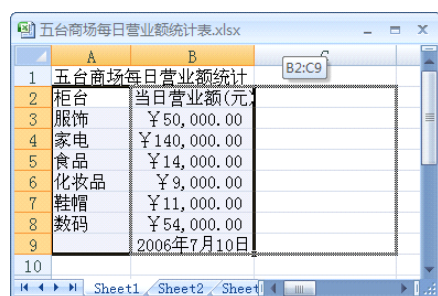 五台商场每日营业额统计表.xlsx
A B C
B2:C9
1 五台商场每日营业额统计
2 柜台 当日营业额(元)
3 服饰 ￥50,000.00
4 家电 ￥140,000.00
5 食品 ￥14,000.00
6 化妆品 ￥9,000.00
7 鞋帽 ￥11,000.00
8 数码 ￥54,000.00
9 2006年7月10日
10
Sheet1 Sheet2 Sheet